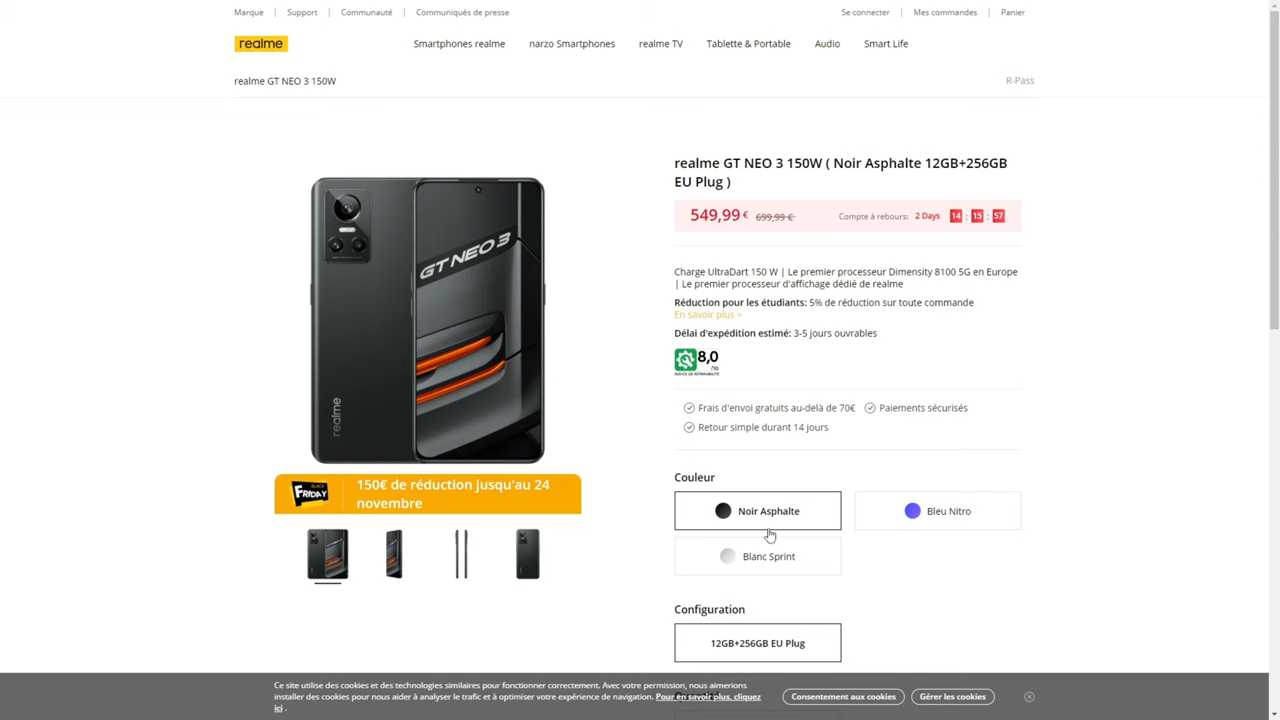 Marque
Support
Communauté
Communiqués de presse
Se connecter
Mes commandes
Panier
realme
Smartphones realme
narzo Smartphones
realme TV
Tablette & Portable
Audio
Smart Life
realme GT NEO 3 150W
R-Pass
GT NEO 3
realme
BLACK
FRIDAY
150€ de réduction jusqu'au 24
novembre
realme GT NEO 3 150W ( Noir Asphalte 12GB+256GB
EU Plug )
549,99 € 699,99 € Compte à rebours: 2 Days 14 : 15 : 57
Charge UltraDart 150 W | Le premier processeur Dimensity 8100 5G en Europe
| Le premier processeur d'affichage dédié de realme
Réduction pour les étudiants: 5% de réduction sur toute commande
En savoir plus >
Délai d'expédition estimé: 3-5 jours ouvrables
8,0
/10
INDICE DE RÉPARABILITÉ
Frais d'envoi gratuits au-delà de 70€
Paiements sécurisés
Retour simple durant 14 jours
Couleur
Noir Asphalte
Bleu Nitro
Blanc Sprint
Configuration
12GB+256GB EU Plug
Ce site utilise des cookies et des technologies similaires pour fonctionner correctement. Avec votre permission, nous aimerions
installer des cookies pour nous aider à analyser le trafic et à optimiser votre expérience de navigation. Pour en savoir plus, cliquez
ici .
Consentement aux cookies
Gérer les cookies